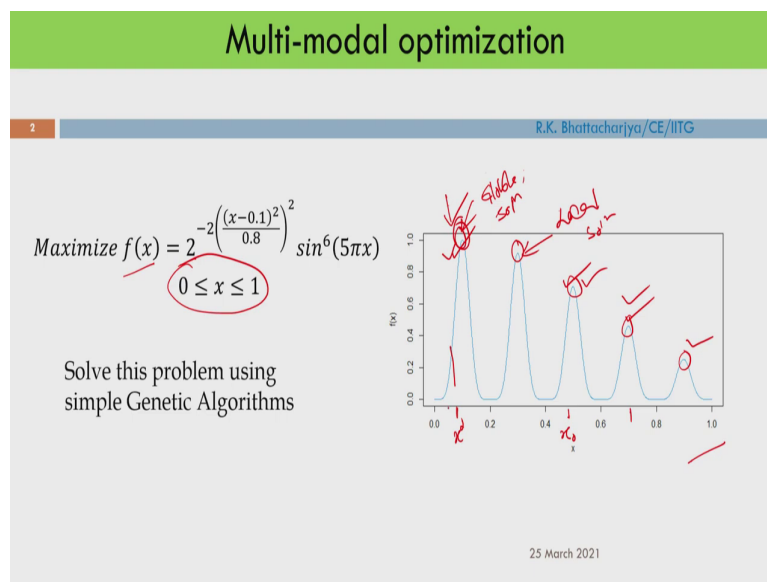 Multi-modal optimization
2
R.K. Bhattacharjya/CE/IITG
Maximize f(x) = 2^{-2\left(\frac{(x-0.1)^2}{0.8}\right)^2} sin⁶(5πx)
0 ≤ x ≤ 1
Solve this problem using
simple Genetic Algorithms
soln
Local
soln
1.0
0.8
0.6
0.4
0.2
0.0
f(x)
0.0 0.2 0.4 0.6 0.8 1.0
x₀
x
25 March 2021